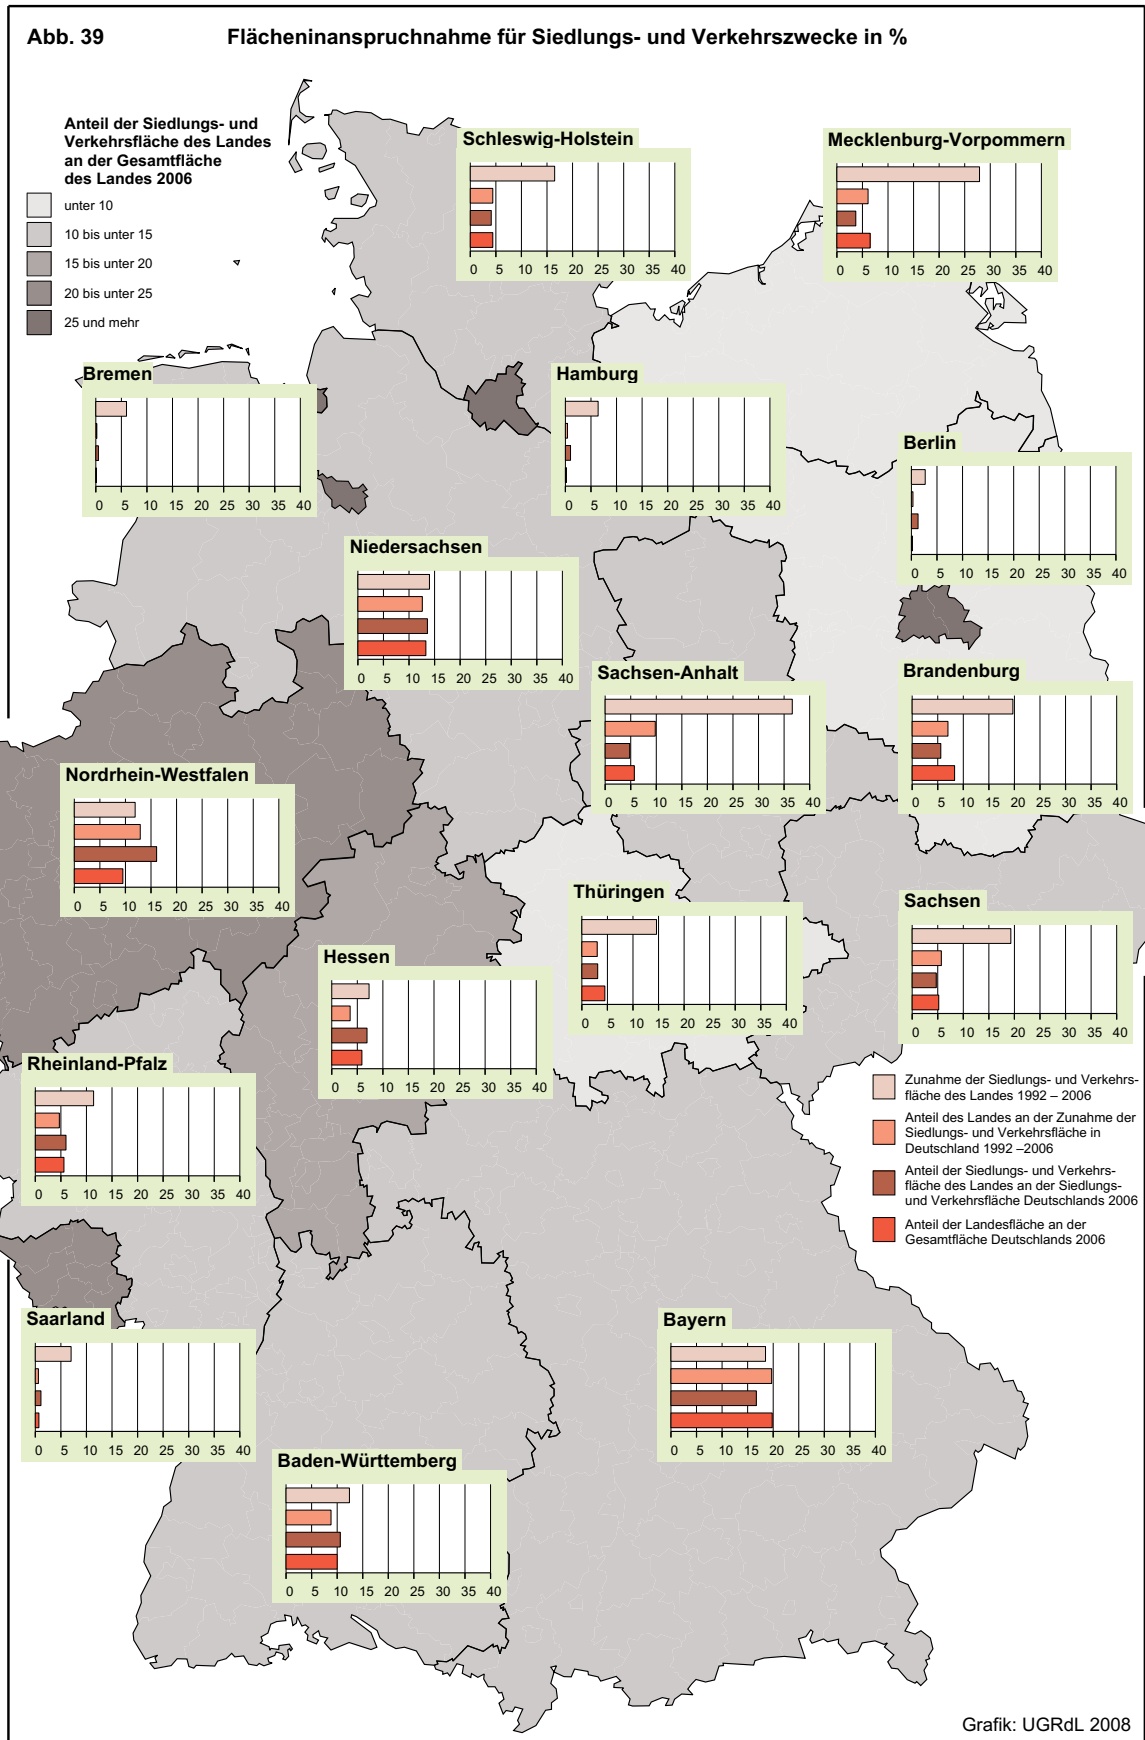 Abb. 39
Flächeninanspruchnahme für Siedlungs- und Verkehrszwecke in %
Anteil der Siedlungs- und
Verkehrsfläche des Landes
an der Gesamtfläche
des Landes 2006
unter 10
10 bis unter 15
15 bis unter 20
20 bis unter 25
25 und mehr
Schleswig-Holstein
0 5 10 15 20 25 30 35 40
Mecklenburg-Vorpommern
0 5 10 15 20 25 30 35 40
Bremen
0 5 10 15 20 25 30 35 40
Hamburg
0 5 10 15 20 25 30 35 40
Berlin
0 5 10 15 20 25 30 35 40
Niedersachsen
0 5 10 15 20 25 30 35 40
Sachsen-Anhalt
0 5 10 15 20 25 30 35 40
Brandenburg
0 5 10 15 20 25 30 35 40
Nordrhein-Westfalen
0 5 10 15 20 25 30 35 40
Thüringen
0 5 10 15 20 25 30 35 40
Sachsen
0 5 10 15 20 25 30 35 40
Hessen
0 5 10 15 20 25 30 35 40
Rheinland-Pfalz
0 5 10 15 20 25 30 35 40
Zunahme der Siedlungs- und Verkehrs-
fläche des Landes 1992 – 2006
Anteil des Landes an der Zunahme der
Siedlungs- und Verkehrsfläche in
Deutschland 1992 –2006
Anteil der Siedlungs- und Verkehrs-
fläche des Landes an der Siedlungs-
und Verkehrsfläche Deutschlands 2006
Anteil der Landesfläche an der
Gesamtfläche Deutschlands 2006
Saarland
0 5 10 15 20 25 30 35 40
Bayern
0 5 10 15 20 25 30 35 40
Baden-Württemberg
0 5 10 15 20 25 30 35 40
Grafik: UGRdL 2008